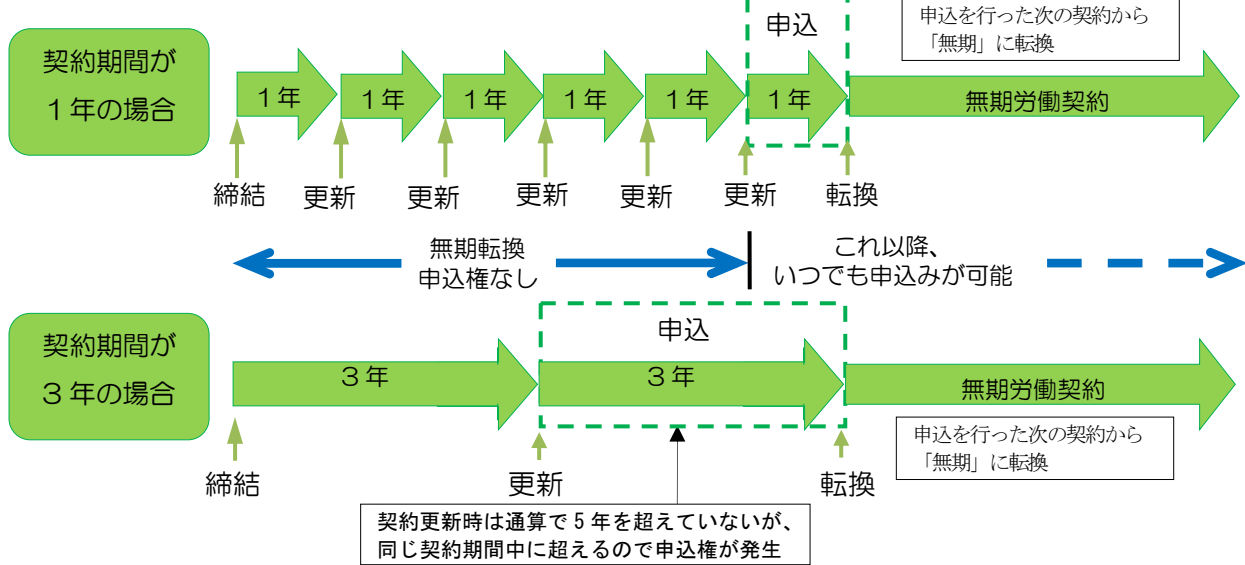 申込
申込を行った次の契約から
「無期」に転換
契約期間が
1年の場合
1年
1年
1年
1年
1年
1年
無期労働契約
締結
更新
更新
更新
更新
更新
転換
無期転換
申込権なし
これ以降、
いつでも申込みが可能
契約期間が
3年の場合
申込
3年
3年
無期労働契約
申込を行った次の契約から
「無期」に転換
締結
更新
転換
契約更新時は通算で5年を超えていないが、
同じ契約期間中に超えるので申込権が発生